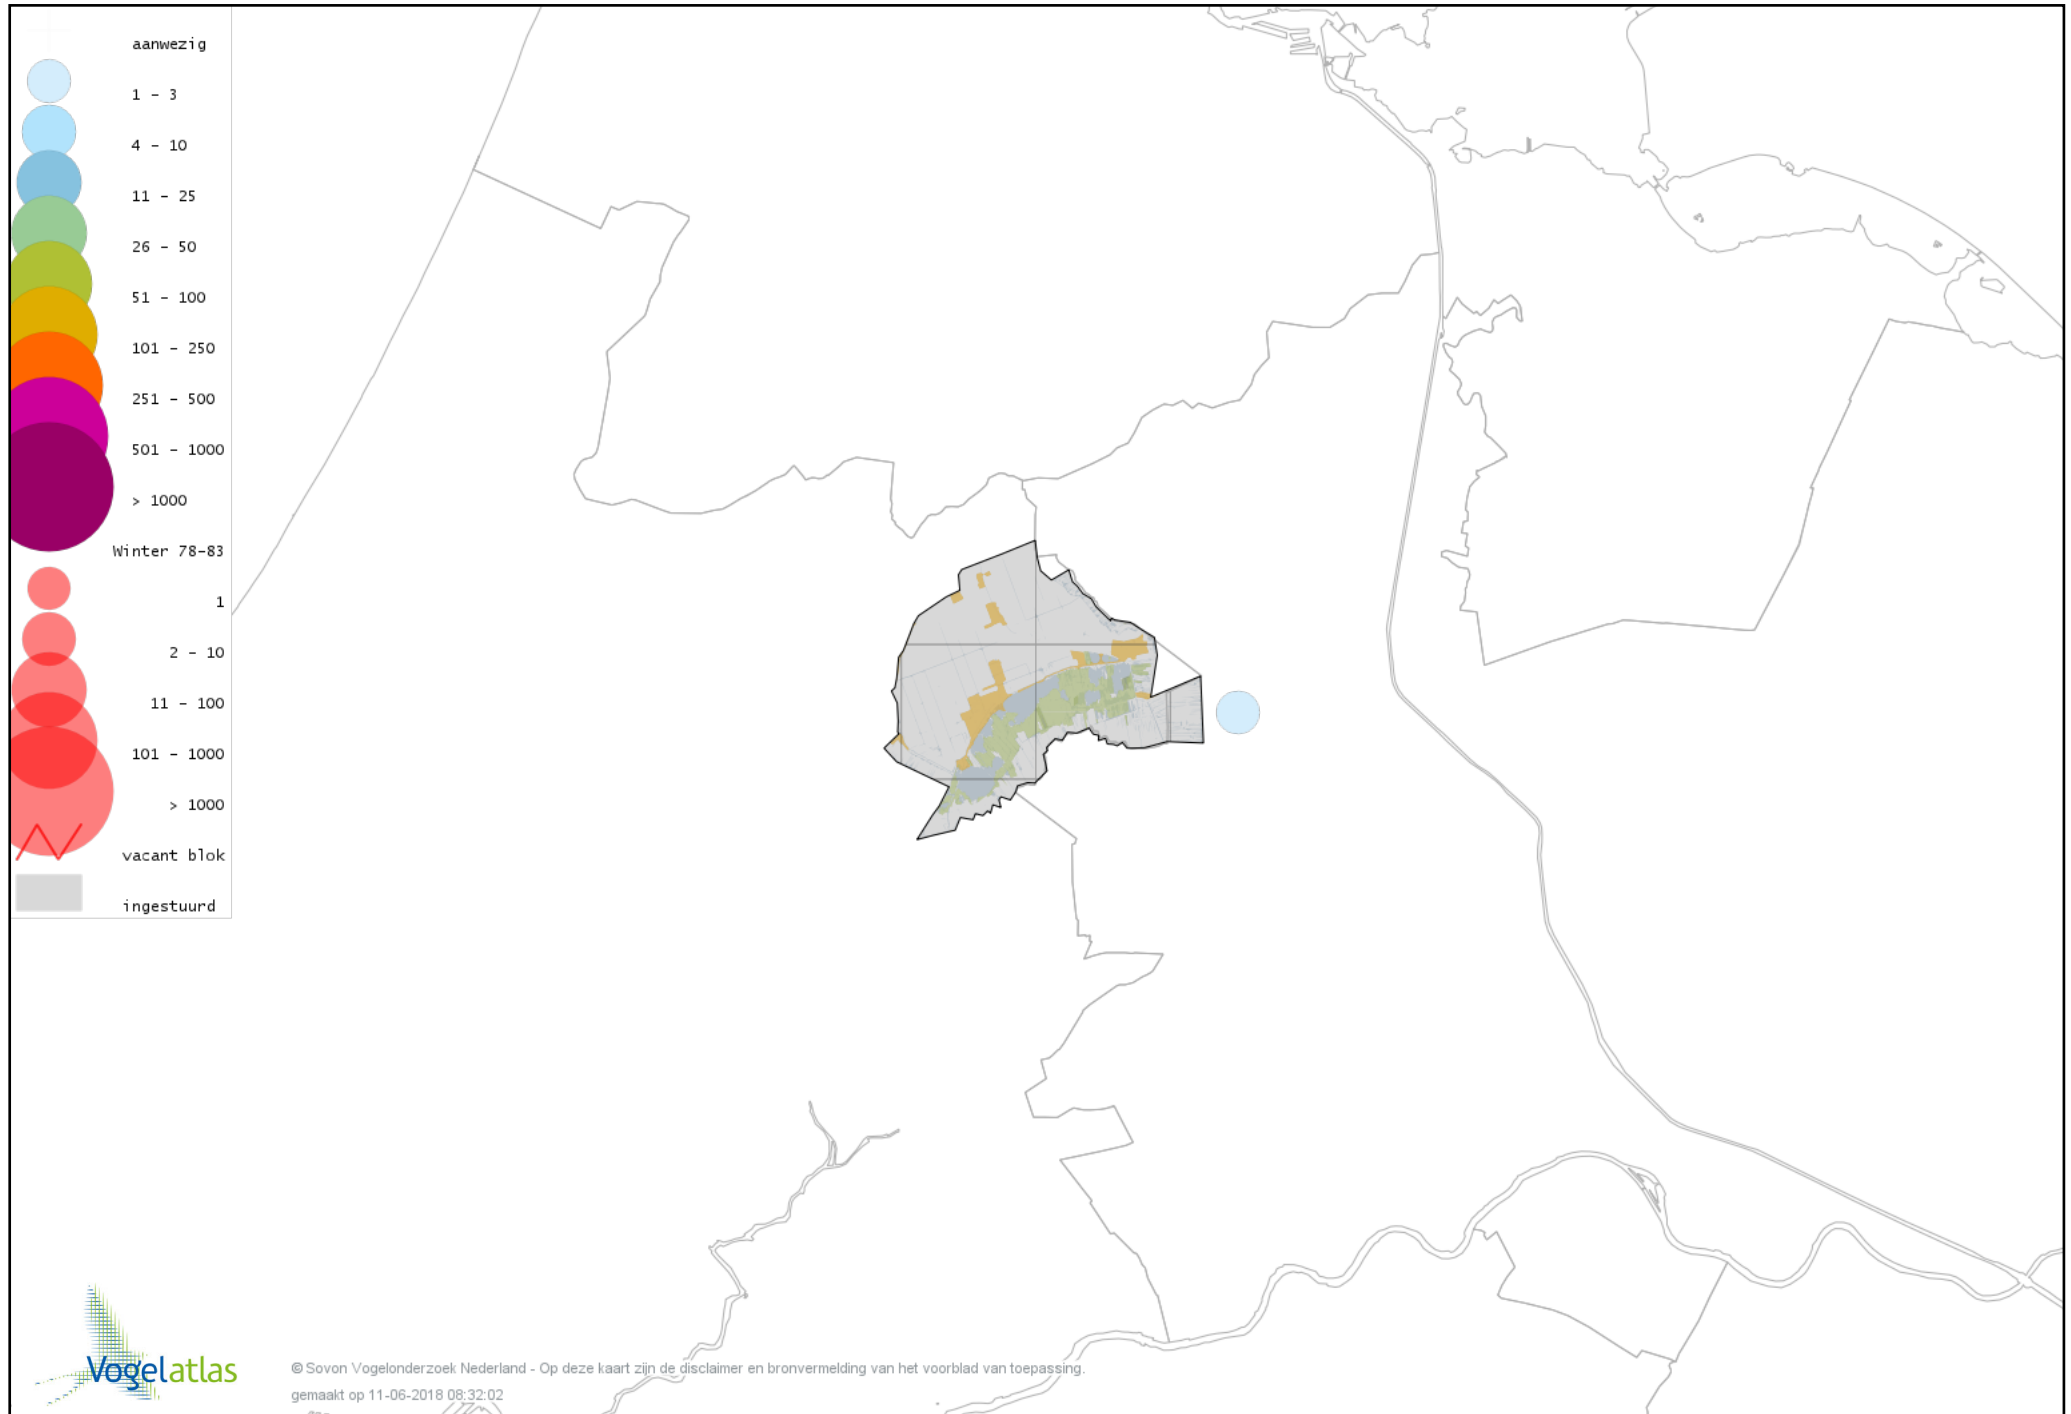 aanwezig
1 - 3
4 - 10
11 - 25
26 - 50
51 - 100
101 - 250
251 - 500
501 - 1000
> 1000
Winter 78-83
1
2 - 10
11 - 100
101 - 1000
> 1000
vacant blok
ingestuurd
Vogelatlas
© Sovon Vogelonderzoek Nederland - Op deze kaart zijn de disclaimer en bronvermelding van het voorblad van toepassing.
gemaakt op 11-06-2018 08:32:02